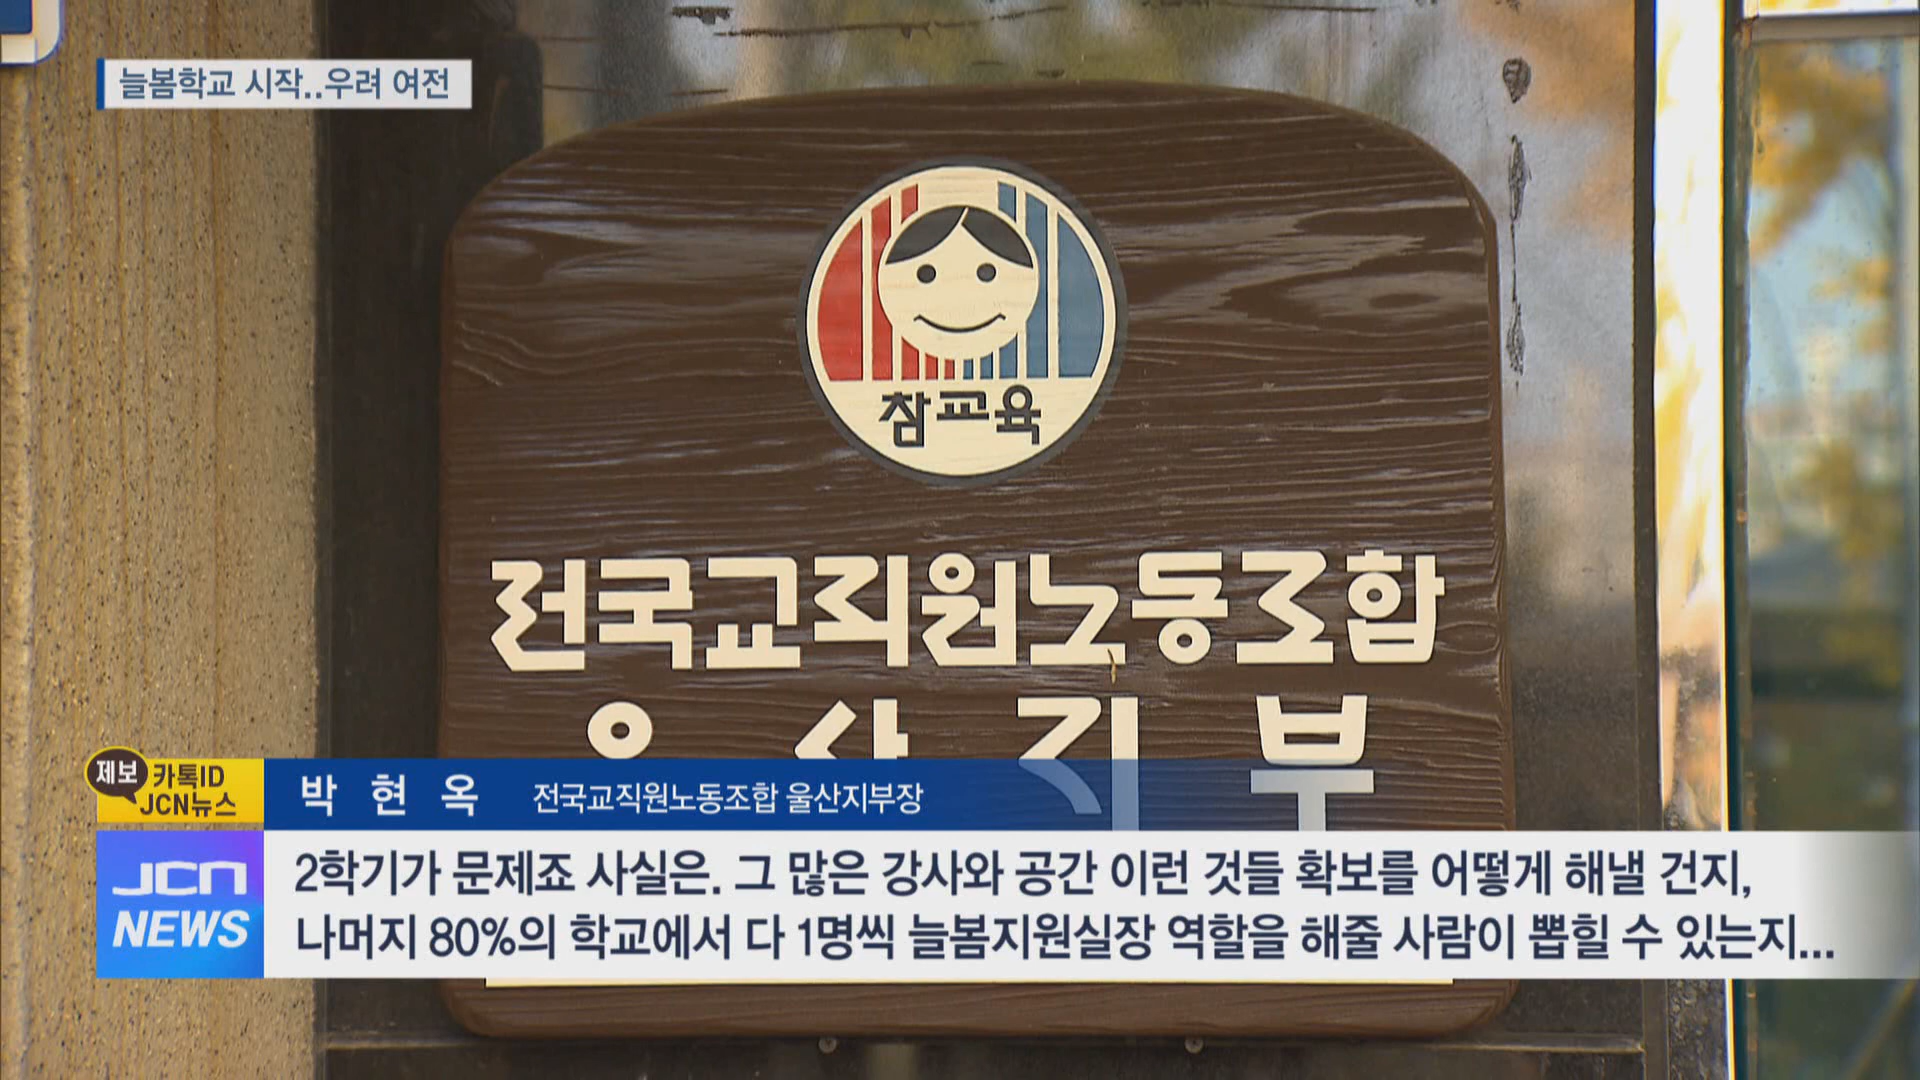 늘봄학교 시작..우려 여전
참교육
전국교직원노동조합
울산지부
제보 카톡ID
JCN뉴스
박현옥 전국교직원노동조합 울산지부장
JCN
NEWS
2학기가 문제죠 사실은. 그 많은 강사와 공간 이런 것들 확보를 어떻게 해낼 건지,
나머지 80%의 학교에서 다 1명씩 늘봄지원실장 역할을 해줄 사람이 뽑힐 수 있는지...